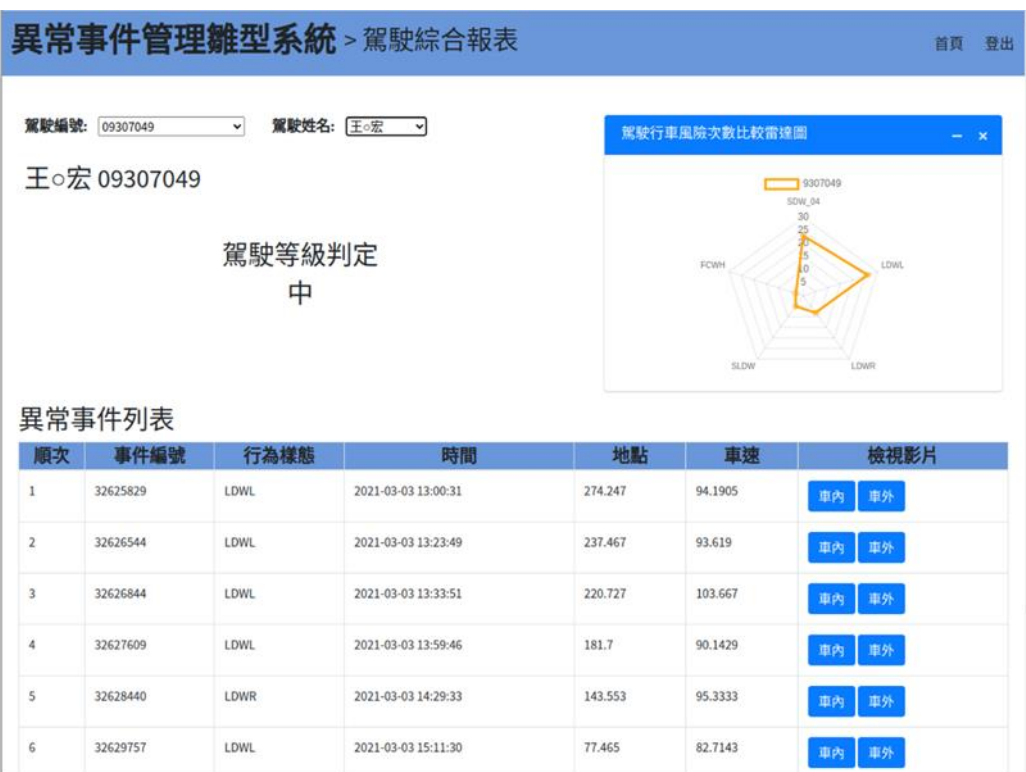 異常事件管理雛型系統 > 駕駛綜合報表
首頁 登出
駕駛編號: 09307049 駕駛姓名: 王○宏
王○宏 09307049
駕駛等級判定
中
駕駛行車風險次數比較雷達圖
9307049
SDW_04
30
25
20
15
10
5
FCWH
LDWL
SLDW
LDWR
異常事件列表
順次 事件編號 行為樣態 時間 地點 車速 檢視影片
1 32625829 LDWL 2021-03-03 13:00:31 274.247 94.1905 車內 車外
2 32626544 LDWL 2021-03-03 13:23:49 237.467 93.619 車內 車外
3 32626844 LDWL 2021-03-03 13:33:51 220.727 103.667 車內 車外
4 32627609 LDWL 2021-03-03 13:59:46 181.7 90.1429 車內 車外
5 32628440 LDWR 2021-03-03 14:29:33 143.553 95.3333 車內 車外
6 32629757 LDWL 2021-03-03 15:11:30 77.465 82.7143 車內 車外